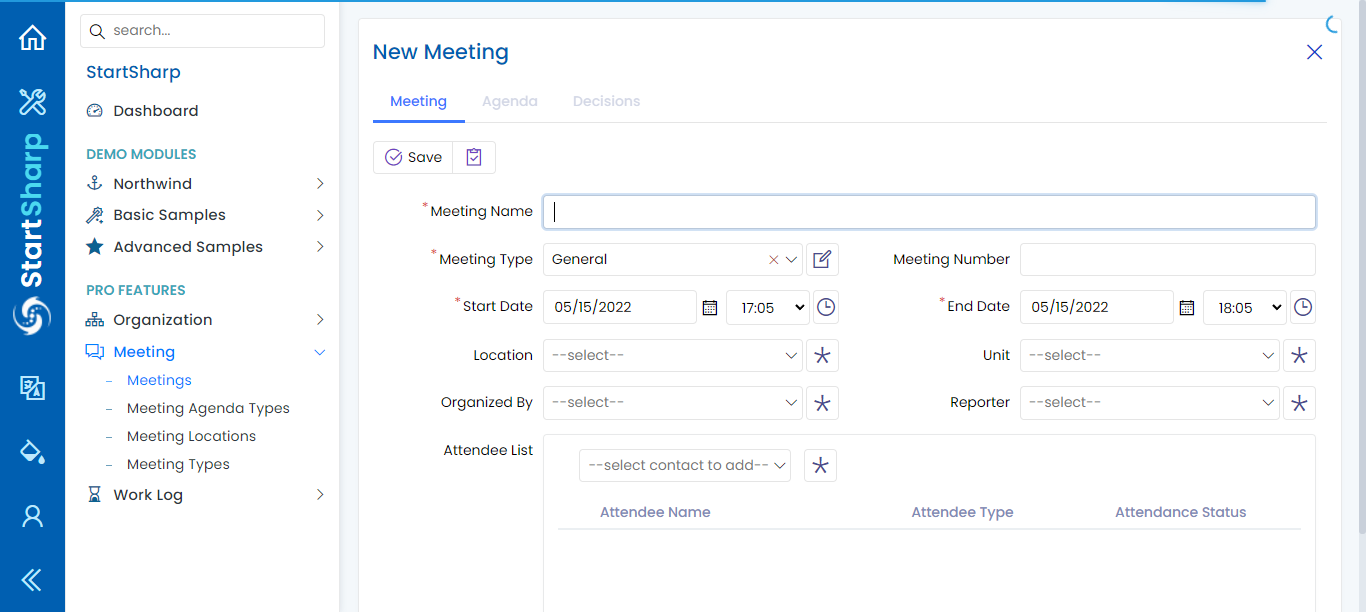 StartSharp
search...
StartSharp
Dashboard
DEMO MODULES
Northwind
Basic Samples
Advanced Samples
PRO FEATURES
Organization
Meeting
– Meetings
– Meeting Agenda Types
– Meeting Locations
– Meeting Types
Work Log
New Meeting
Meeting Agenda Decisions
Save
*Meeting Name
*Meeting Type General Meeting Number
*Start Date 05/15/2022 17:05 *End Date 05/15/2022 18:05
Location --select-- Unit --select--
Organized By --select-- Reporter --select--
Attendee List
--select contact to add--
Attendee Name Attendee Type Attendance Status